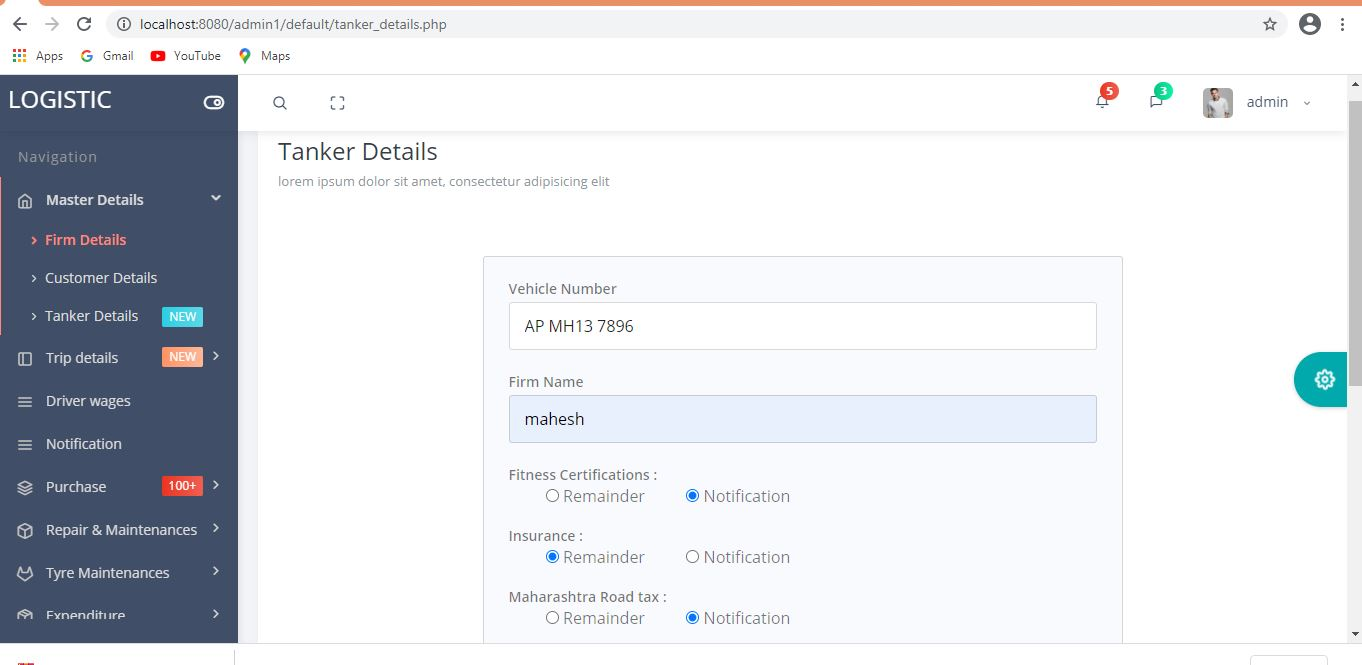 localhost:8080/admin1/default/tanker_details.php
Apps Gmail YouTube Maps
LOGISTIC
5
3
admin
Navigation
Master Details
Firm Details
Customer Details
Tanker Details NEW
Trip details NEW
Driver wages
Notification
Purchase 100+
Repair & Maintenances
Tyre Maintenances
Expenditure
Tanker Details
lorem ipsum dolor sit amet, consectetur adipisicing elit
Vehicle Number
AP MH13 7896
Firm Name
mahesh
Fitness Certifications :
Remainder Notification
Insurance :
Remainder Notification
Maharashtra Road tax :
Remainder Notification